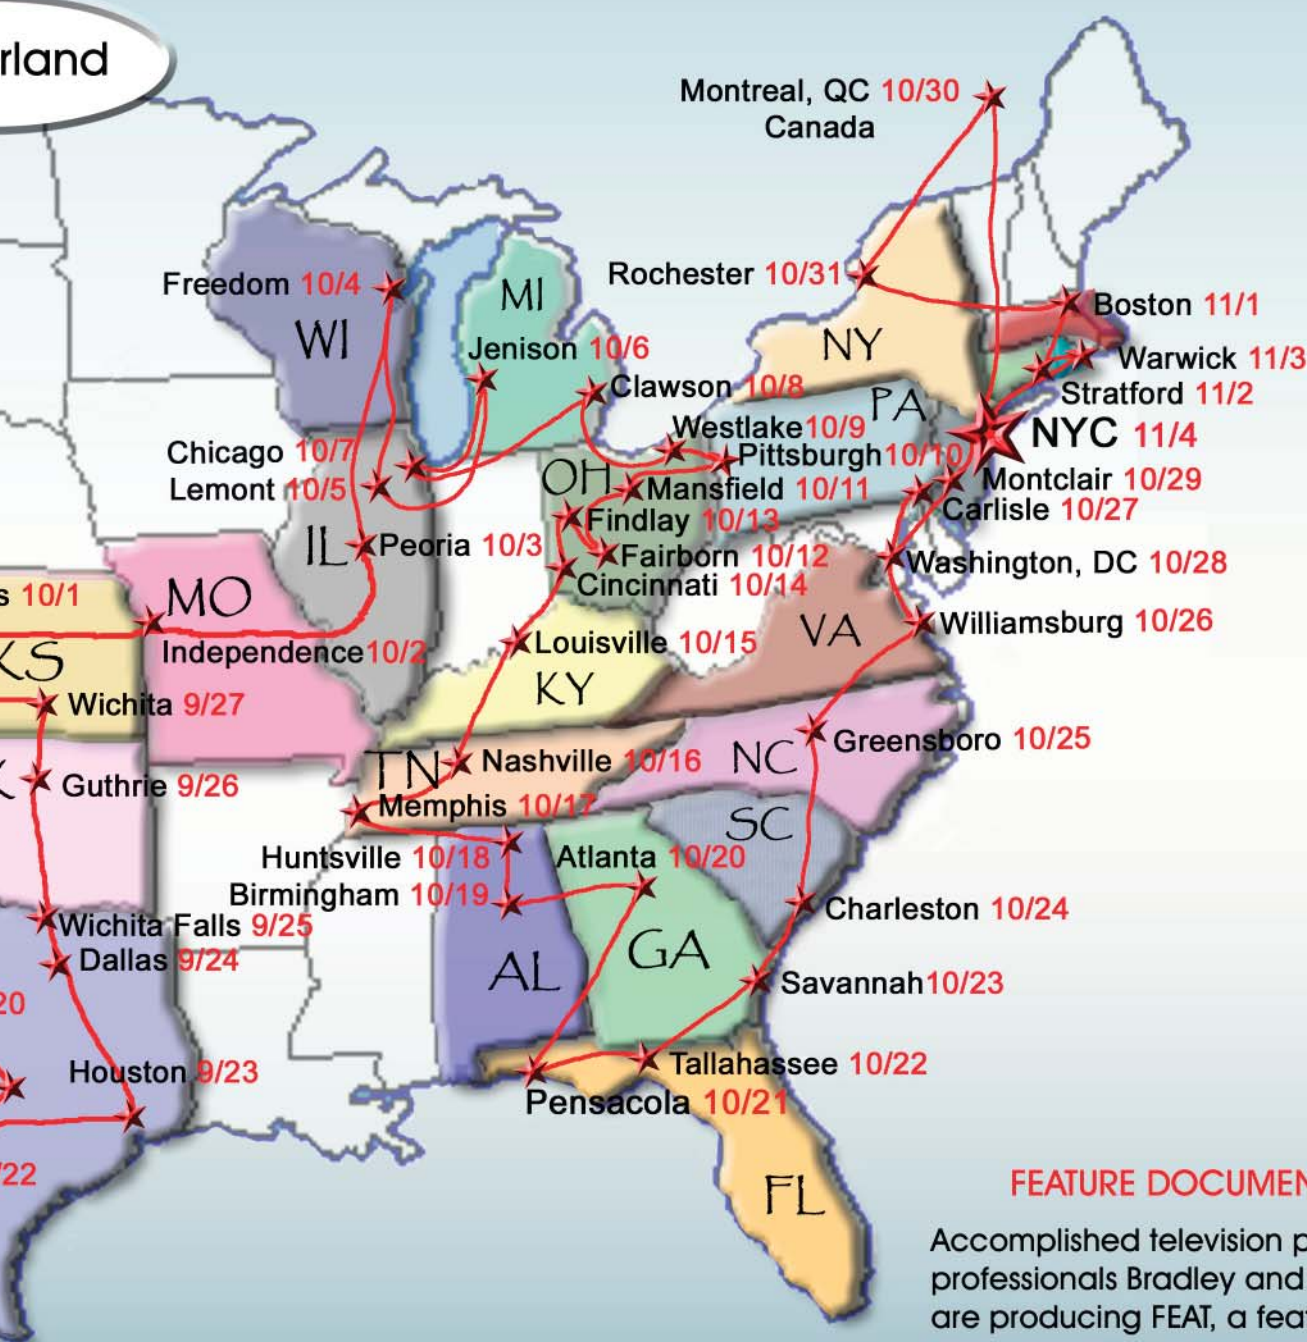 rland
Montreal, QC 10/30
Canada
Freedom 10/4
Rochester 10/31
MI
Boston 11/1
WI
NY
Jenison 10/6
Warwick 11/3
Clawson 10/8
Stratford 11/2
PA
Westlake 10/9
NYC 11/4
Chicago 10/7
Pittsburgh 10/10
Lemont 10/5
OH
Mansfield 10/11
Montclair 10/29
Carlisle 10/27
Findlay 10/13
IL
Peoria 10/3
Fairborn 10/12
Washington, DC 10/28
Cincinnati 10/14
s 10/1
MO
Williamsburg 10/26
VA
Louisville 10/15
Independence 10/2
KS
KY
Wichita 9/27
Greensboro 10/25
NC
Nashville 10/16
TN
Guthrie 9/26
Memphis 10/17
SC
Huntsville 10/18
Atlanta 10/20
Birmingham 10/19
Charleston 10/24
Wichita Falls 9/25
GA
Dallas 9/24
AL
Savannah 10/23
20
Tallahassee 10/22
Houston 9/23
Pensacola 10/21
/22
FL
FEATURE DOCUMEN
Accomplished television p
professionals Bradley and
are producing FEAT, a feat